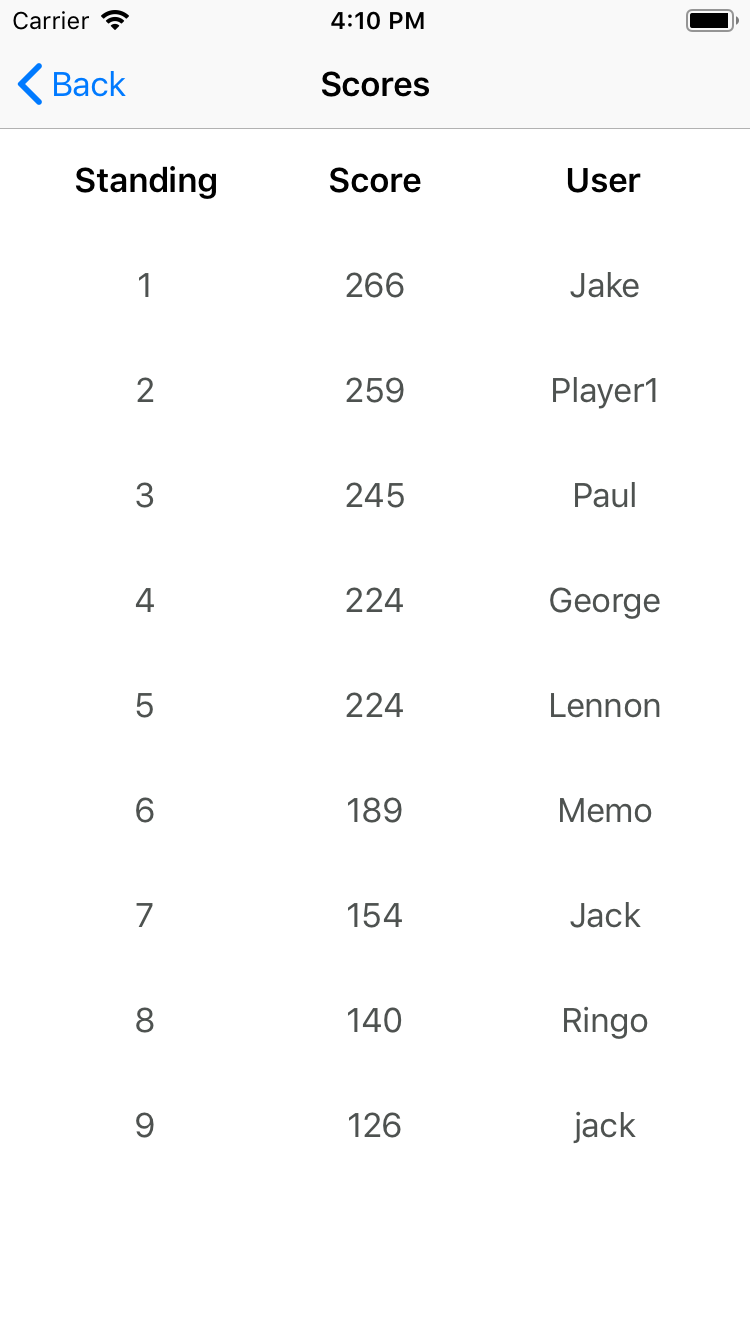 Carrier 4:10 PM
Back Scores
Standing Score User
1 266 Jake
2 259 Player1
3 245 Paul
4 224 George
5 224 Lennon
6 189 Memo
7 154 Jack
8 140 Ringo
9 126 jack